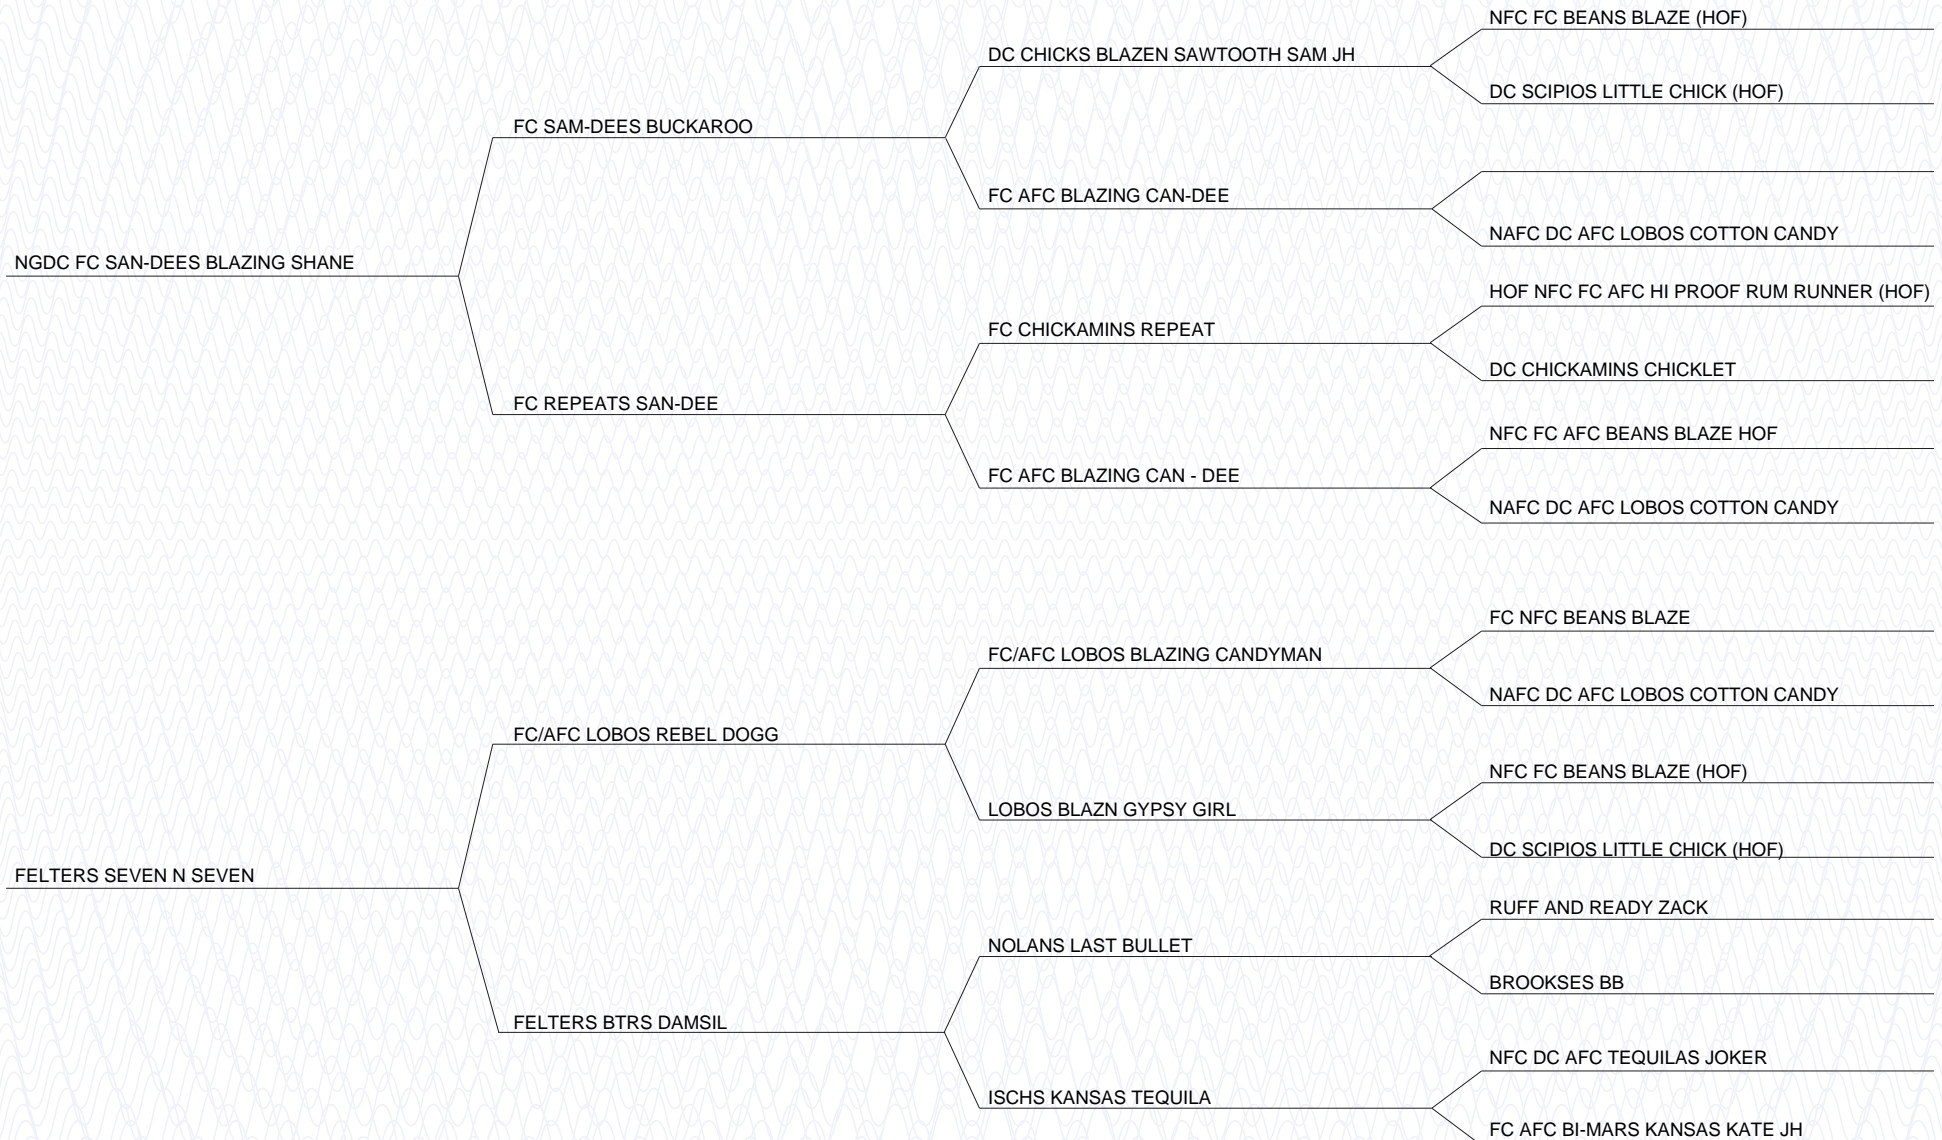 NFC FC BEANS BLAZE (HOF)
DC CHICKS BLAZEN SAWTOOTH SAM JH
DC SCIPIOS LITTLE CHICK (HOF)
FC SAM-DEES BUCKAROO
FC AFC BLAZING CAN-DEE
NAFC DC AFC LOBOS COTTON CANDY
NGDC FC SAN-DEES BLAZING SHANE
HOF NFC FC AFC HI PROOF RUM RUNNER (HOF)
FC CHICKAMINS REPEAT
DC CHICKAMINS CHICKLET
FC REPEATS SAN-DEE
NFC FC AFC BEANS BLAZE HOF
FC AFC BLAZING CAN - DEE
NAFC DC AFC LOBOS COTTON CANDY
FC NFC BEANS BLAZE
FC/AFC LOBOS BLAZING CANDYMAN
NAFC DC AFC LOBOS COTTON CANDY
FC/AFC LOBOS REBEL DOGG
NFC FC BEANS BLAZE (HOF)
LOBOS BLAZN GYPSY GIRL
DC SCIPIOS LITTLE CHICK (HOF)
FELTERS SEVEN N SEVEN
RUFF AND READY ZACK
NOLANS LAST BULLET
BROOKSES BB
FELTERS BTRS DAMSIL
NFC DC AFC TEQUILAS JOKER
ISCHS KANSAS TEQUILA
FC AFC BI-MARS KANSAS KATE JH